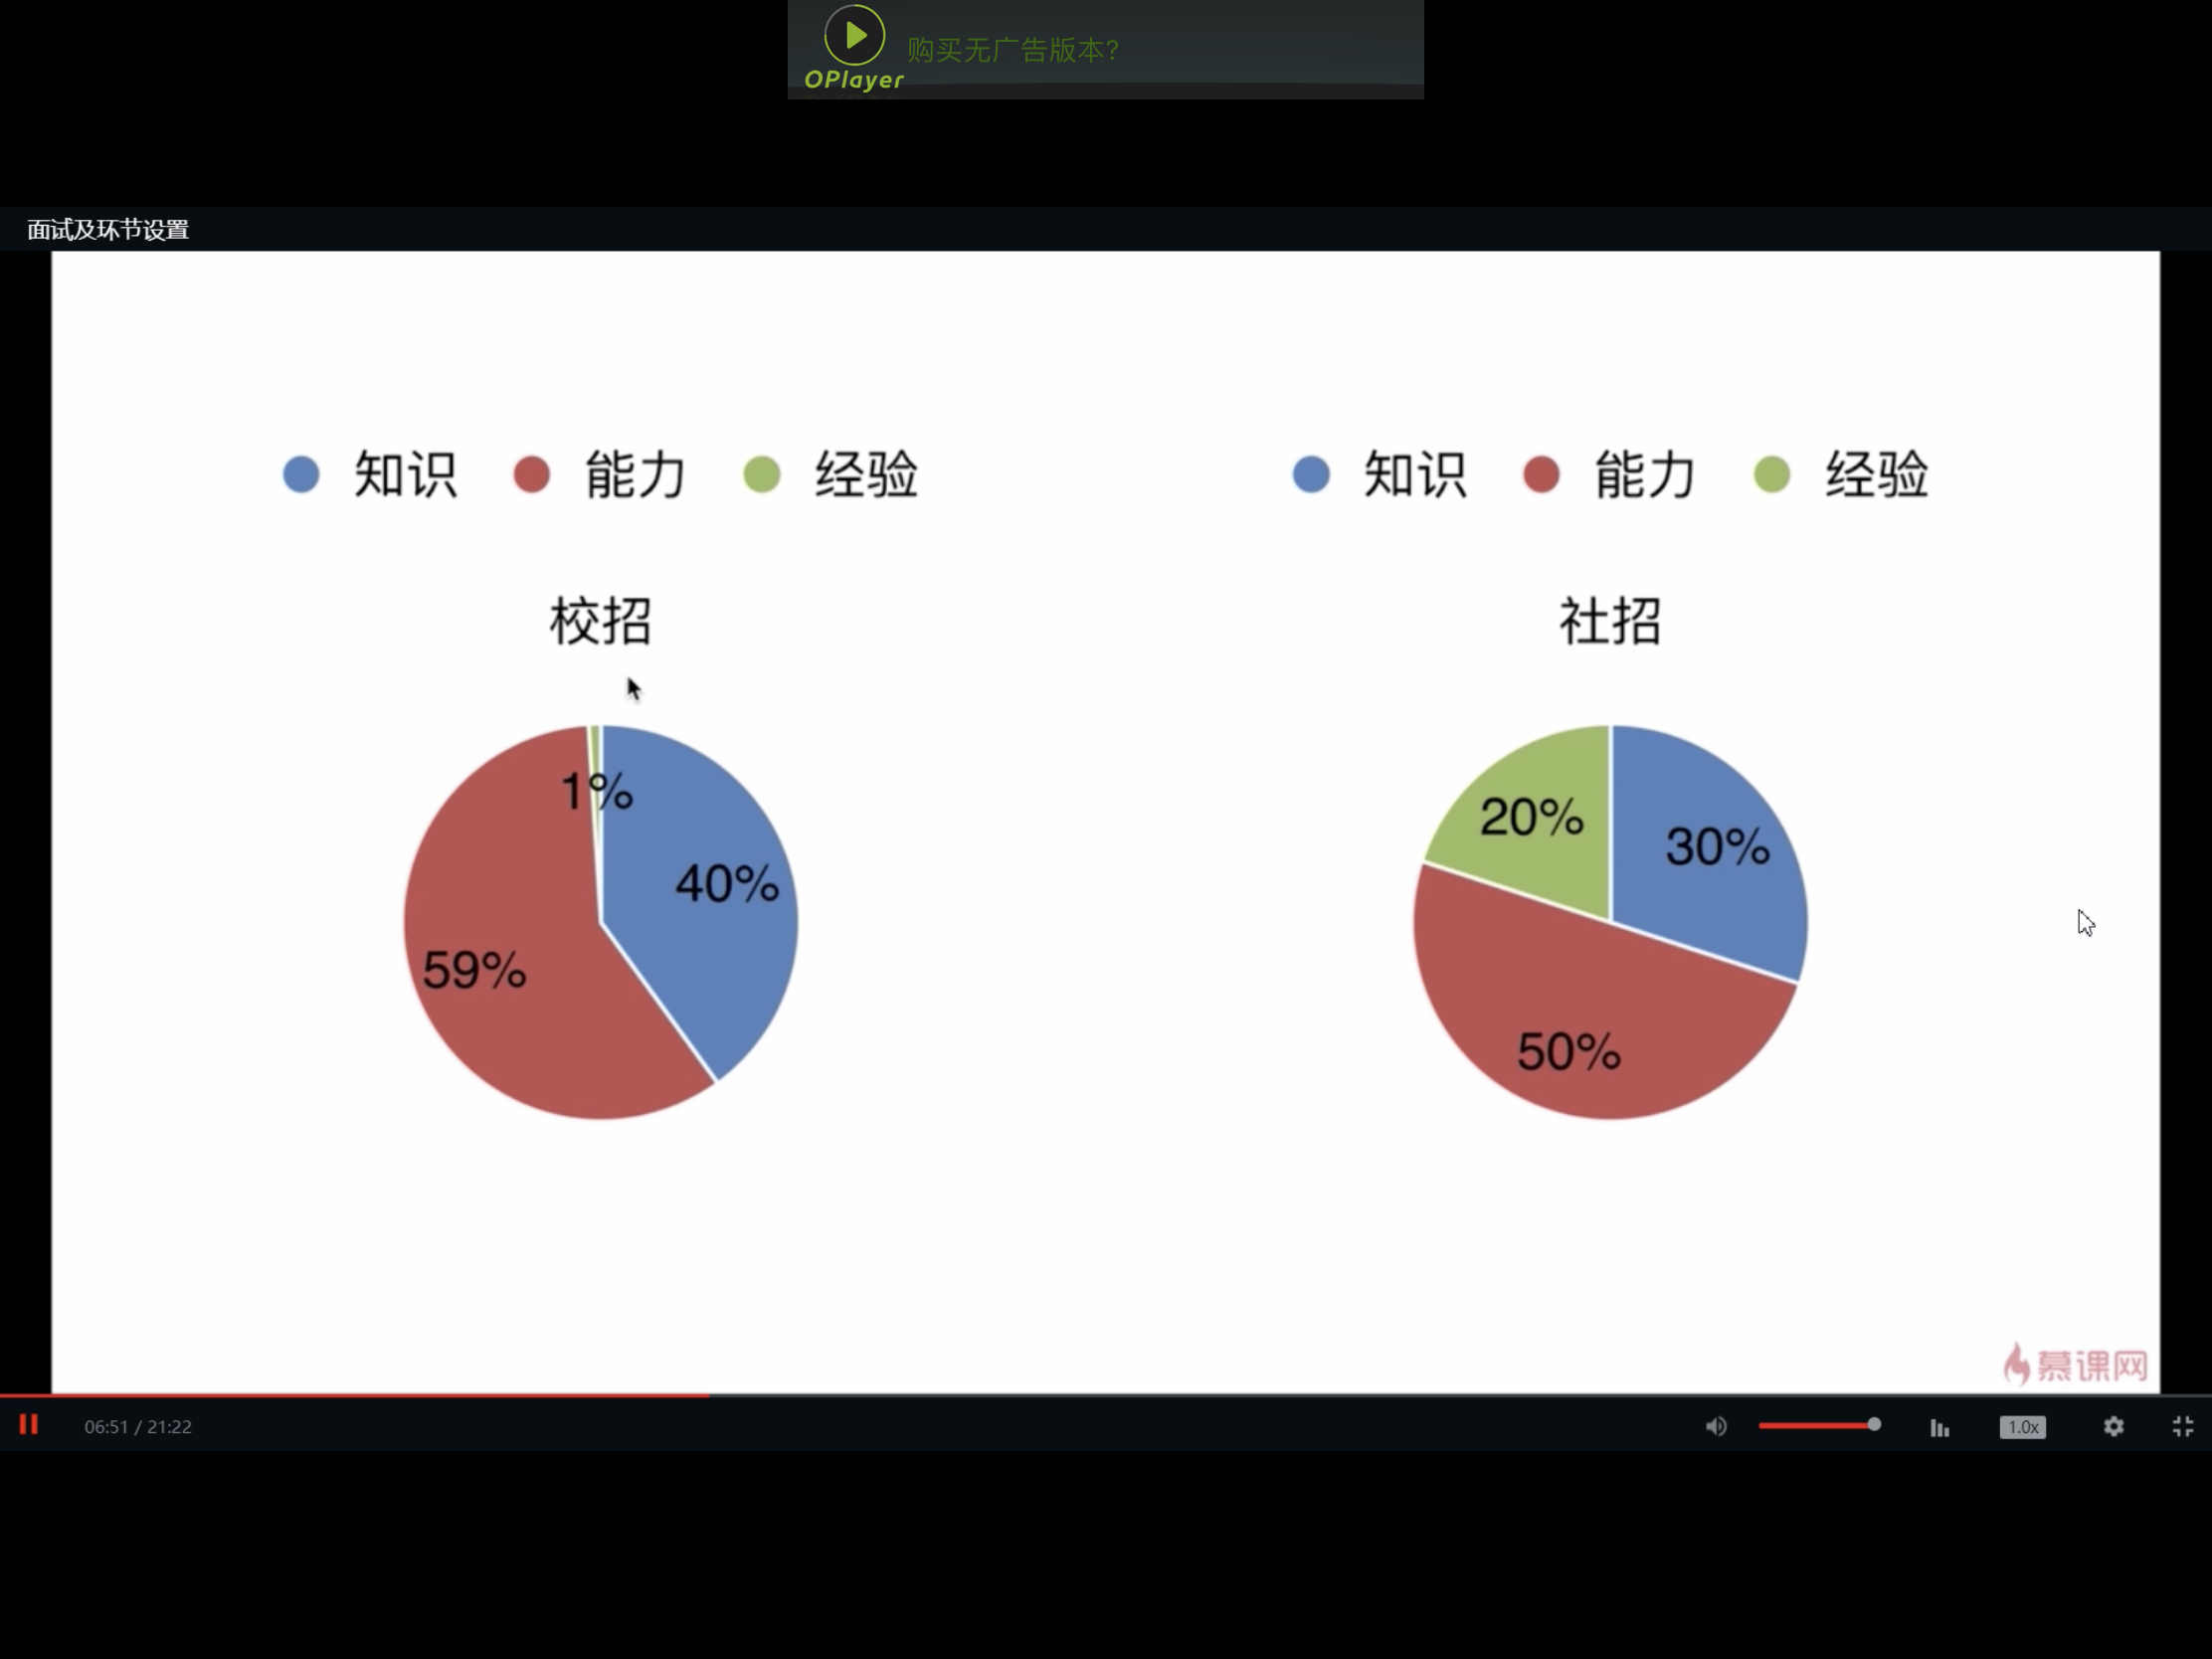 OPlayer
购买无广告版本?
面试及环节设置
知识 能力 经验
校招
1%
40%
59%
知识 能力 经验
社招
20%
30%
50%
慕课网
06:51 / 21:22
1.0x